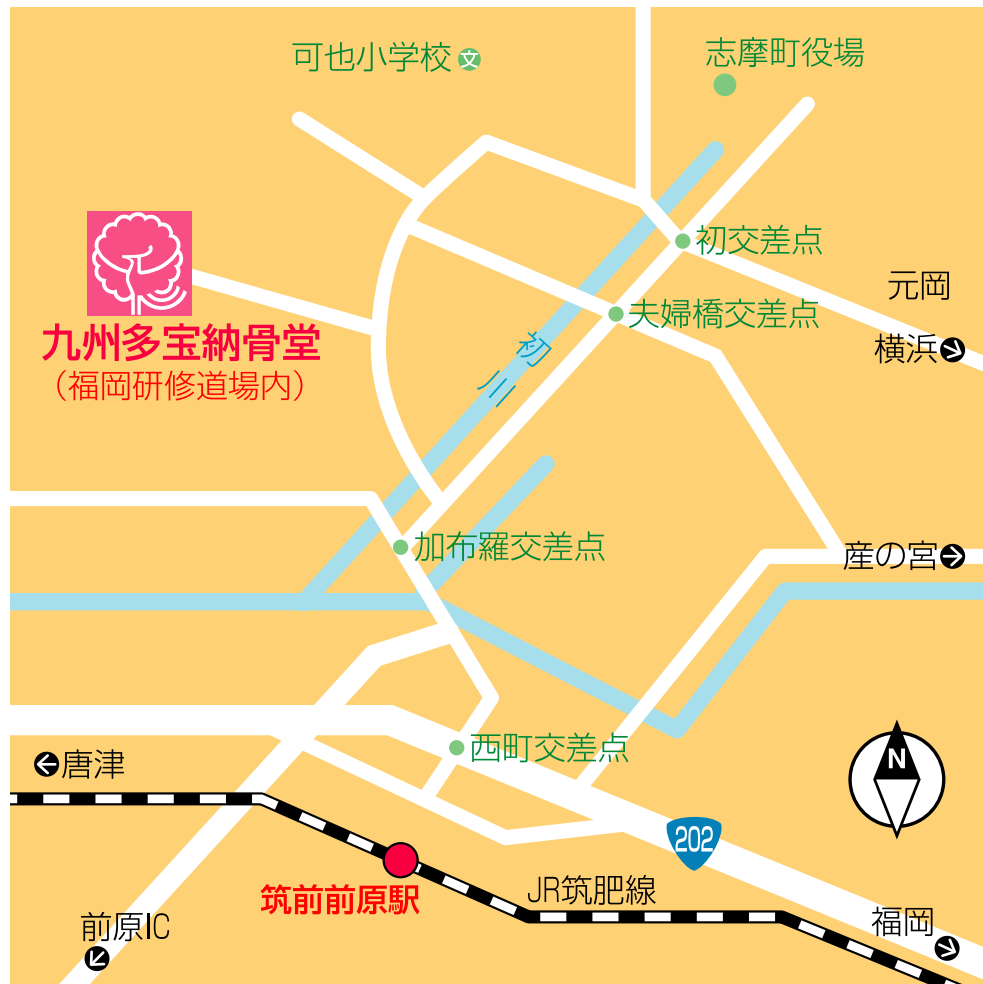 可也小学校
文
志摩町役場
初交差点
元岡
夫婦橋交差点
横浜
九州多宝納骨堂
（福岡研修道場内）
初川
加布羅交差点
産の宮
西町交差点
唐津
N
202
筑前前原駅
JR筑肥線
前原IC
福岡